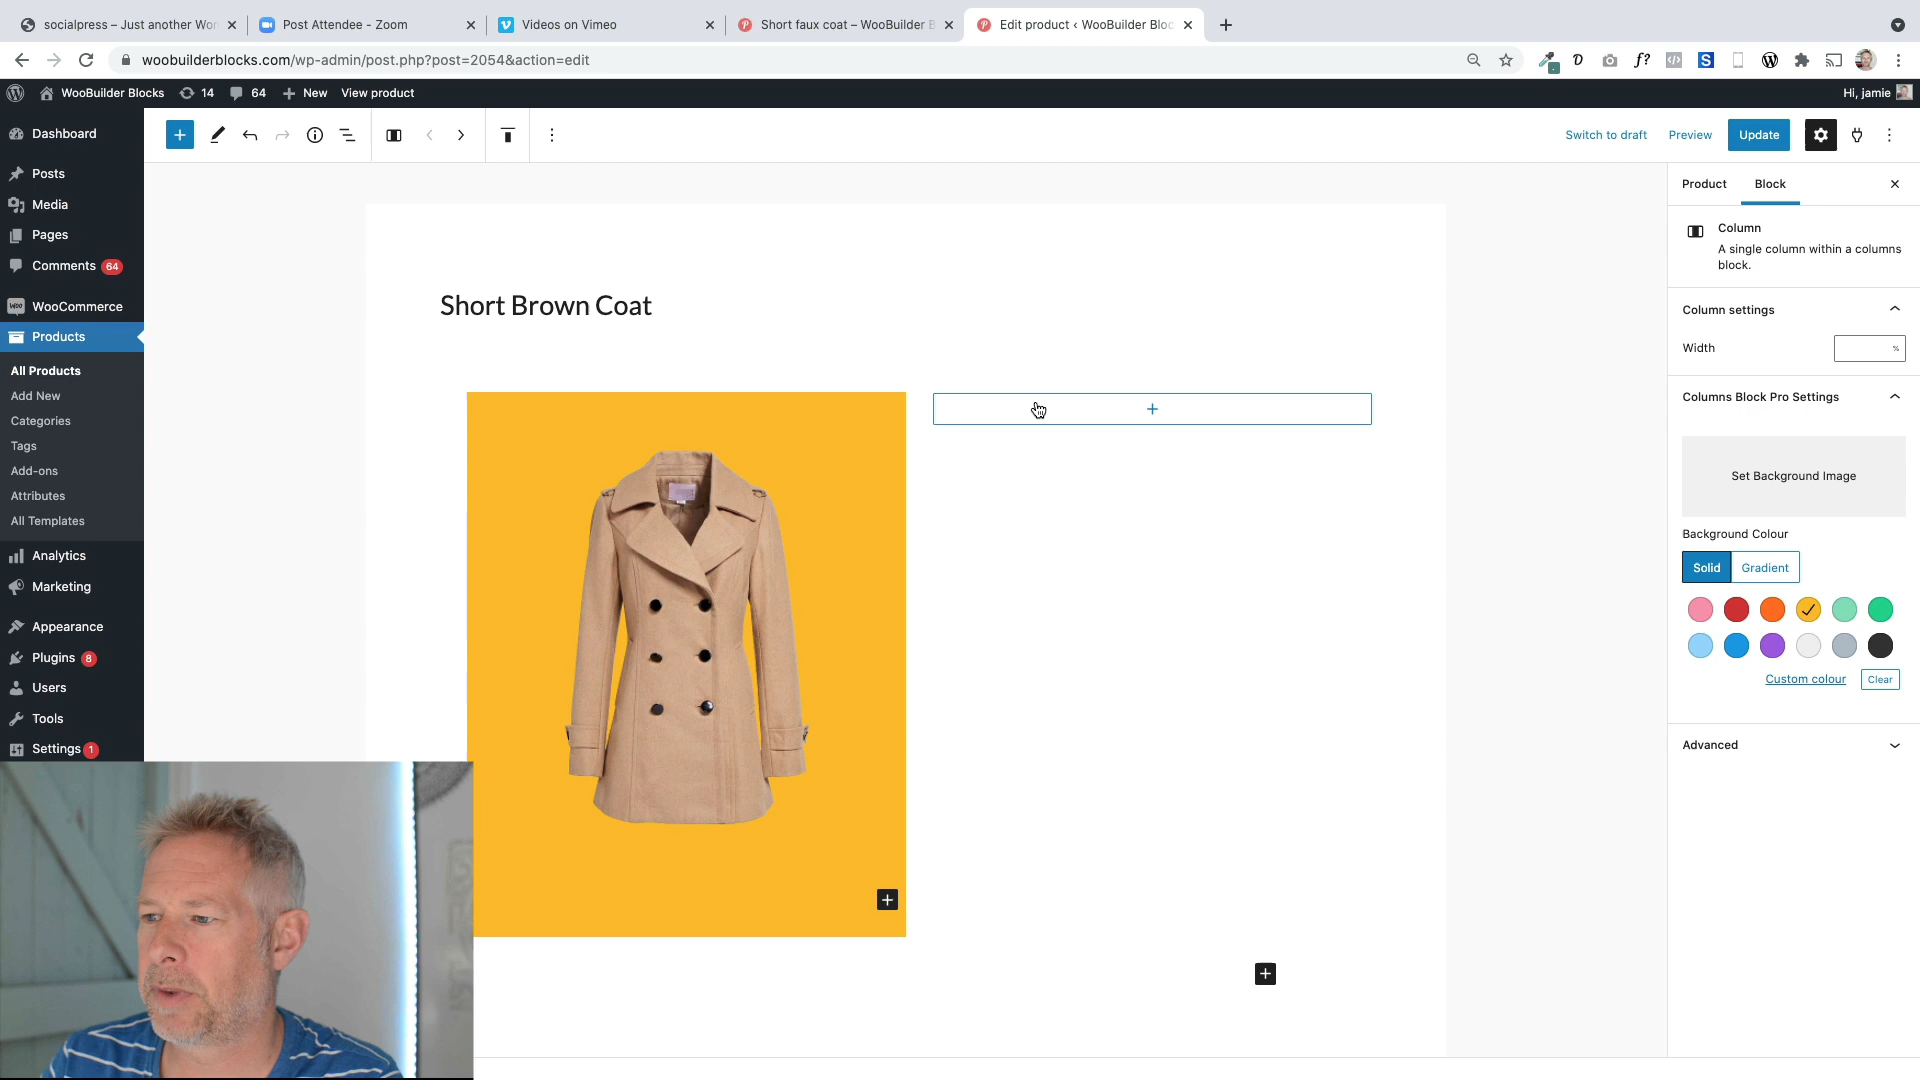 socialpress – Just another Wor
Post Attendee - Zoom
Videos on Vimeo
Short faux coat – WooBuilder B
Edit product ‹ WooBuilder Bloc
woobuilderblocks.com/wp-admin/post.php?post=2054&action=edit
WooBuilder Blocks
14
64
New
View product
Hi, jamie
Dashboard
Posts
Media
Pages
Comments 64
WooCommerce
Products
All Products
Add New
Categories
Tags
Add-ons
Attributes
All Templates
Analytics
Marketing
Appearance
Plugins 8
Users
Tools
Settings 1
Switch to draft
Preview
Update
Short Brown Coat
Product
Block
Column
A single column within a columns
block.
Column settings
Width
%
Columns Block Pro Settings
Set Background Image
Background Colour
Solid
Gradient
Custom colour
Clear
Advanced